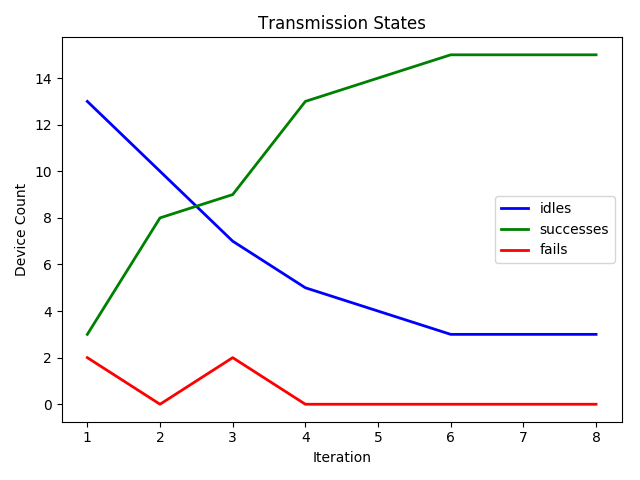 Transmission States
Device Count
14
12
10
8
6
4
2
0
idles
successes
fails
1 2 3 4 5 6 7 8
Iteration